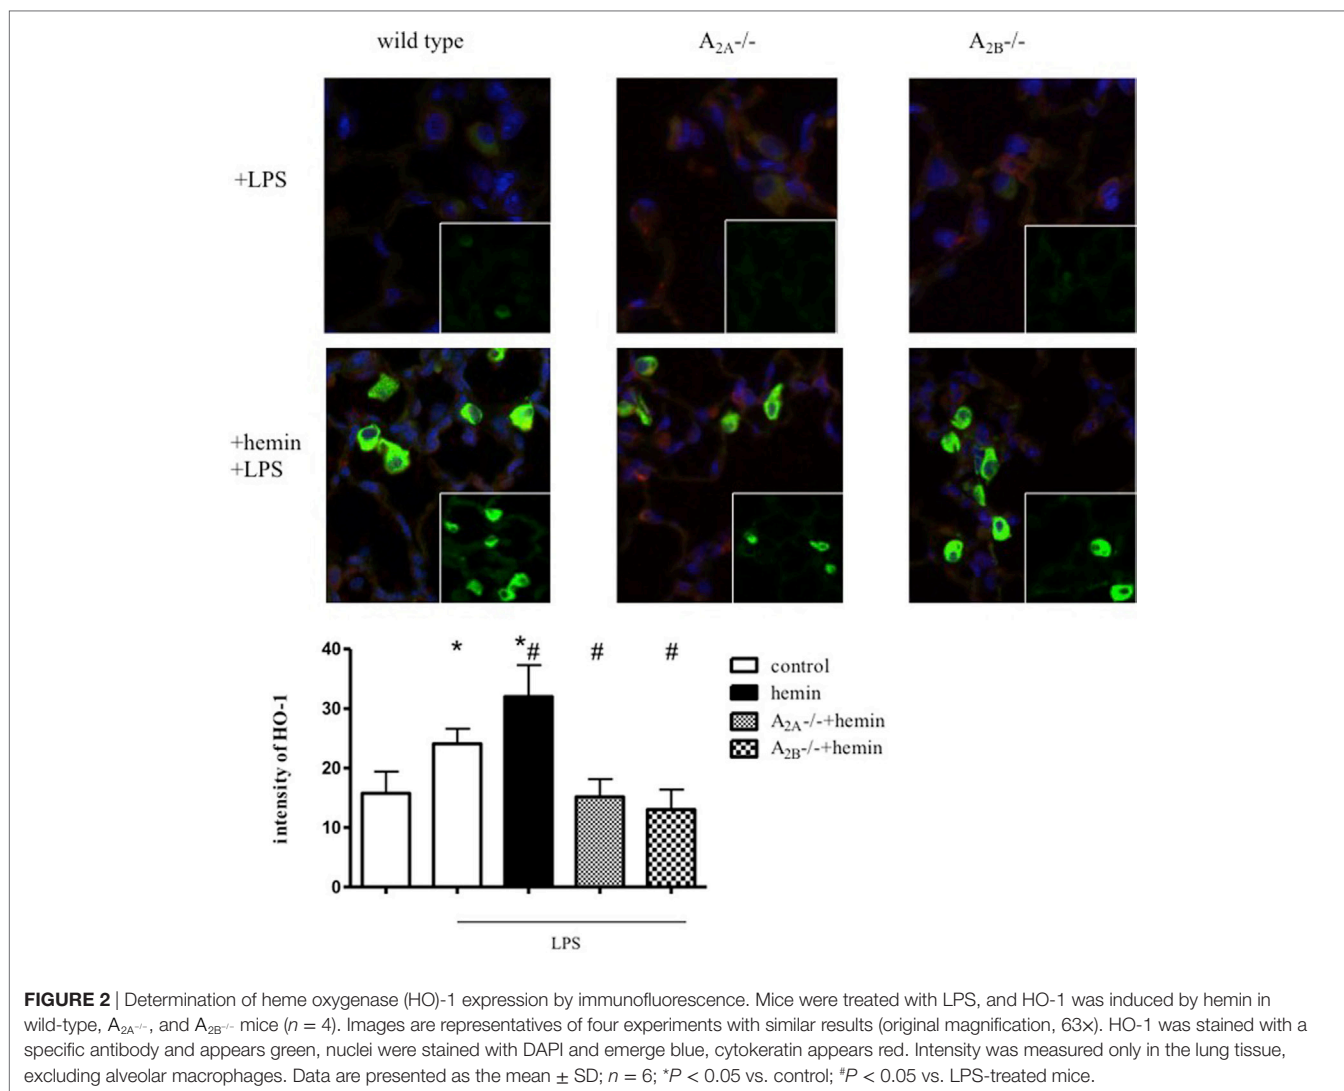 wild type
A2A-/-
A2B-/-
+LPS
+hemin
+LPS
40
30
20
10
0
intensity of HO-1
*
*#
#
#
control
hemin
A2A-/-+hemin
A2B-/-+hemin
LPS
FIGURE 2 | Determination of heme oxygenase (HO)-1 expression by immunofluorescence. Mice were treated with LPS, and HO-1 was induced by hemin in
wild-type, A2A−/−, and A2B−/− mice (n = 4). Images are representatives of four experiments with similar results (original magnification, 63×). HO-1 was stained with a
specific antibody and appears green, nuclei were stained with DAPI and emerge blue, cytokeratin appears red. Intensity was measured only in the lung tissue,
excluding alveolar macrophages. Data are presented as the mean ± SD; n = 6; *P < 0.05 vs. control; #P < 0.05 vs. LPS-treated mice.